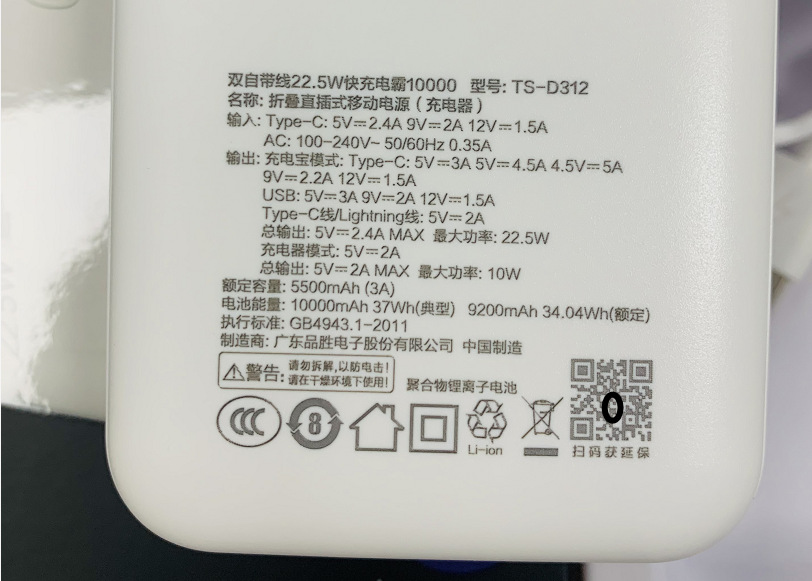 双自带线22.5W快充电霸10000 型号: TS-D312
名称: 折叠直插式移动电源（充电器）
输入: Type-C: 5V⎓2.4A 9V⎓2A 12V⎓1.5A
AC: 100-240V~ 50/60Hz 0.35A
输出: 充电宝模式: Type-C: 5V⎓3A 5V⎓4.5A 4.5V⎓5A
9V⎓2.2A 12V⎓1.5A
USB: 5V⎓3A 9V⎓2A 12V⎓1.5A
Type-C线/Lightning线: 5V⎓2A
总输出: 5V⎓2.4A MAX 最大功率: 22.5W
充电器模式: 5V⎓2A
总输出: 5V⎓2A MAX 最大功率: 10W
额定容量: 5500mAh (3A)
电池能量: 10000mAh 37Wh(典型) 9200mAh 34.04Wh(额定)
执行标准: GB4943.1-2011
制造商: 广东品胜电子股份有限公司 中国制造
警告: 请勿拆解,以防电击!
请在干燥环境下使用!
聚合物锂离子电池
CCC
8
Li-ion
0
扫码获延保